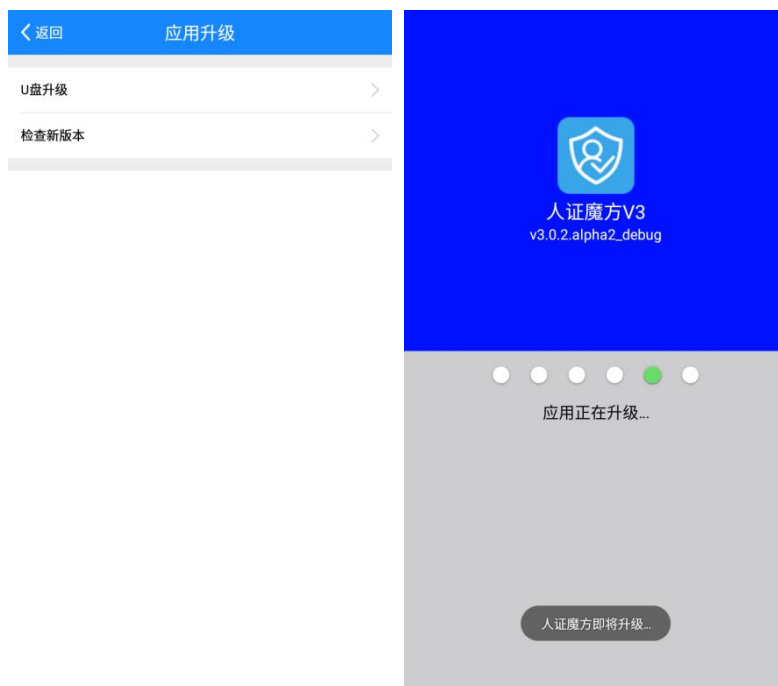 返回
应用升级
U盘升级
检查新版本
人证魔方V3
v3.0.2.alpha2_debug
应用正在升级...
人证魔方即将升级...